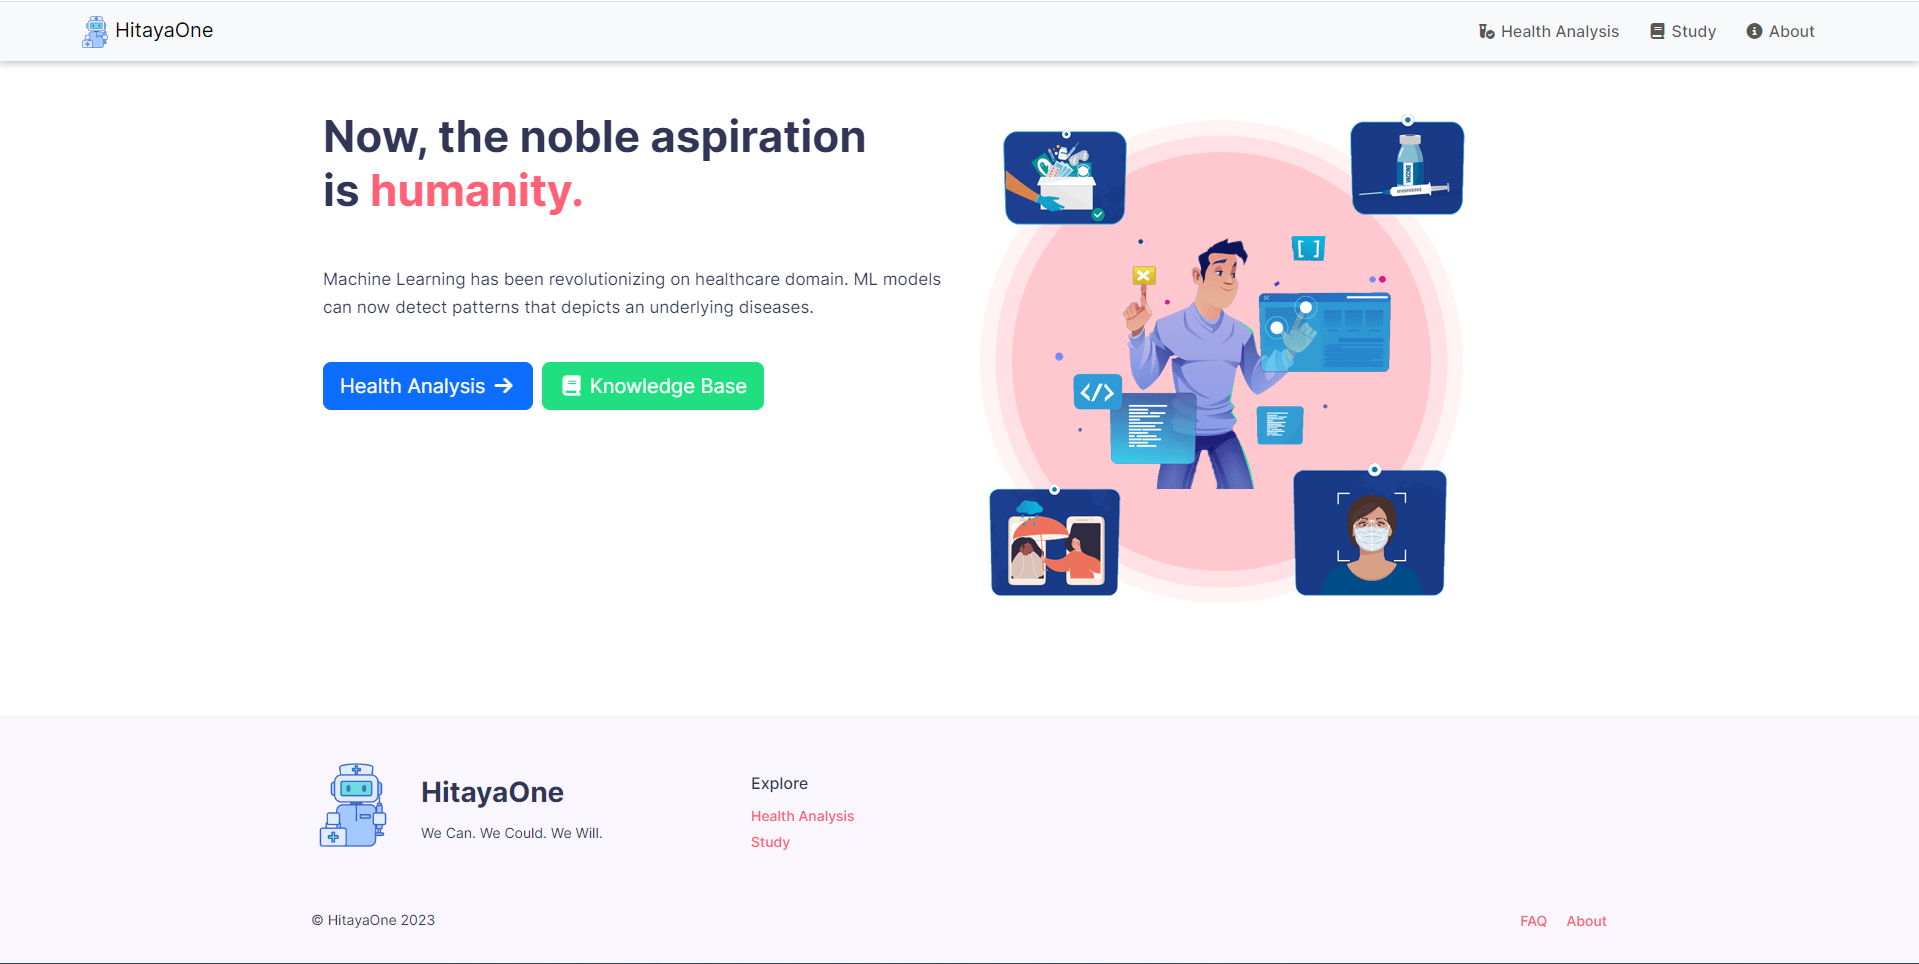 HitayaOne
Health Analysis
Study
About
Now, the noble aspiration
is humanity.
Machine Learning has been revolutionizing on healthcare domain. ML models
can now detect patterns that depicts an underlying diseases.
Health Analysis
Knowledge Base
VACCINE
[ ]
</>
HitayaOne
We Can. We Could. We Will.
Explore
Health Analysis
Study
© HitayaOne 2023
FAQ
About